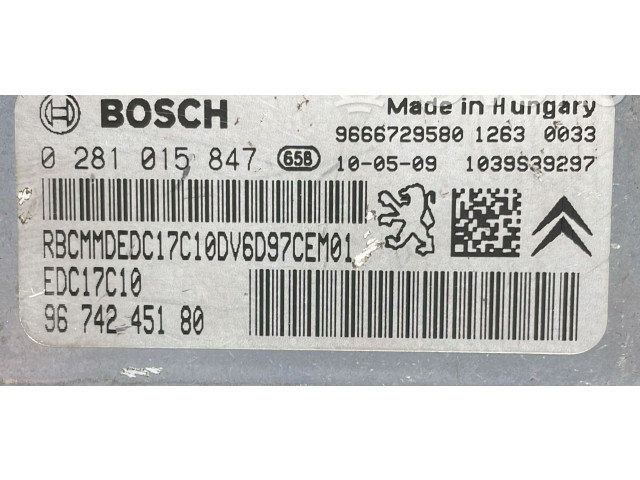 BOSCH
Made in Hungary
9666729580 1263 0033
0 281 015 847 658 10-05-09 1039S39297
RBCMMDEDC17C10DV6D97CEM01
EDC17C10
96 742 451 80